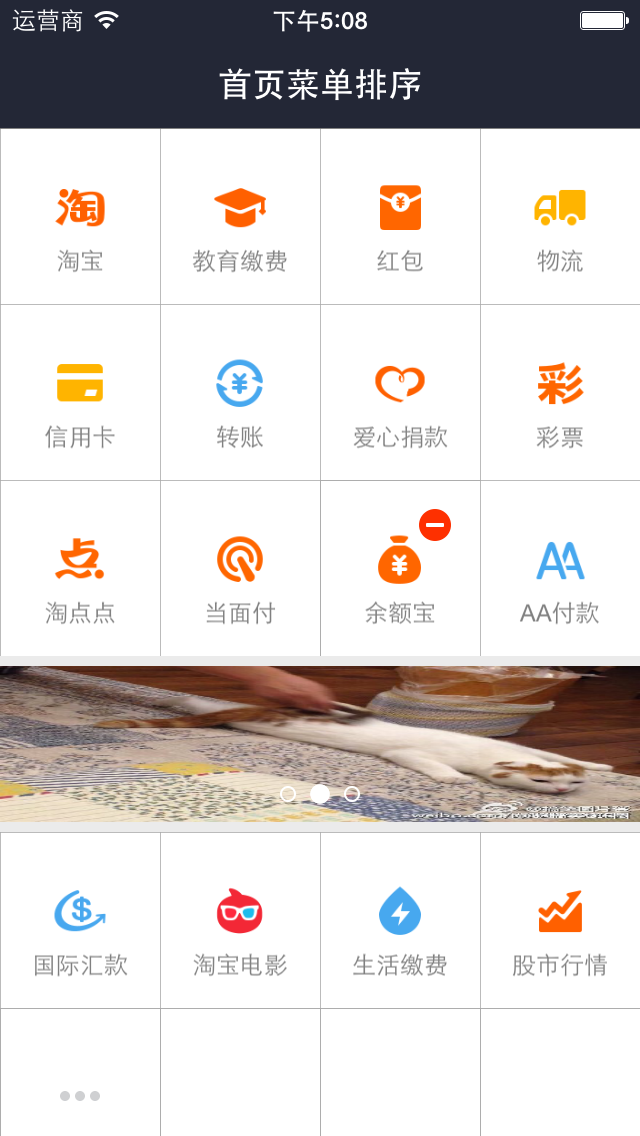 运营商 下午5:08
首页菜单排序
淘
淘宝 教育缴费 红包 物流
彩
信用卡 转账 爱心捐款 彩票
AA
淘点点 当面付 余额宝 AA付款
国际汇款 淘宝电影 生活缴费 股市行情